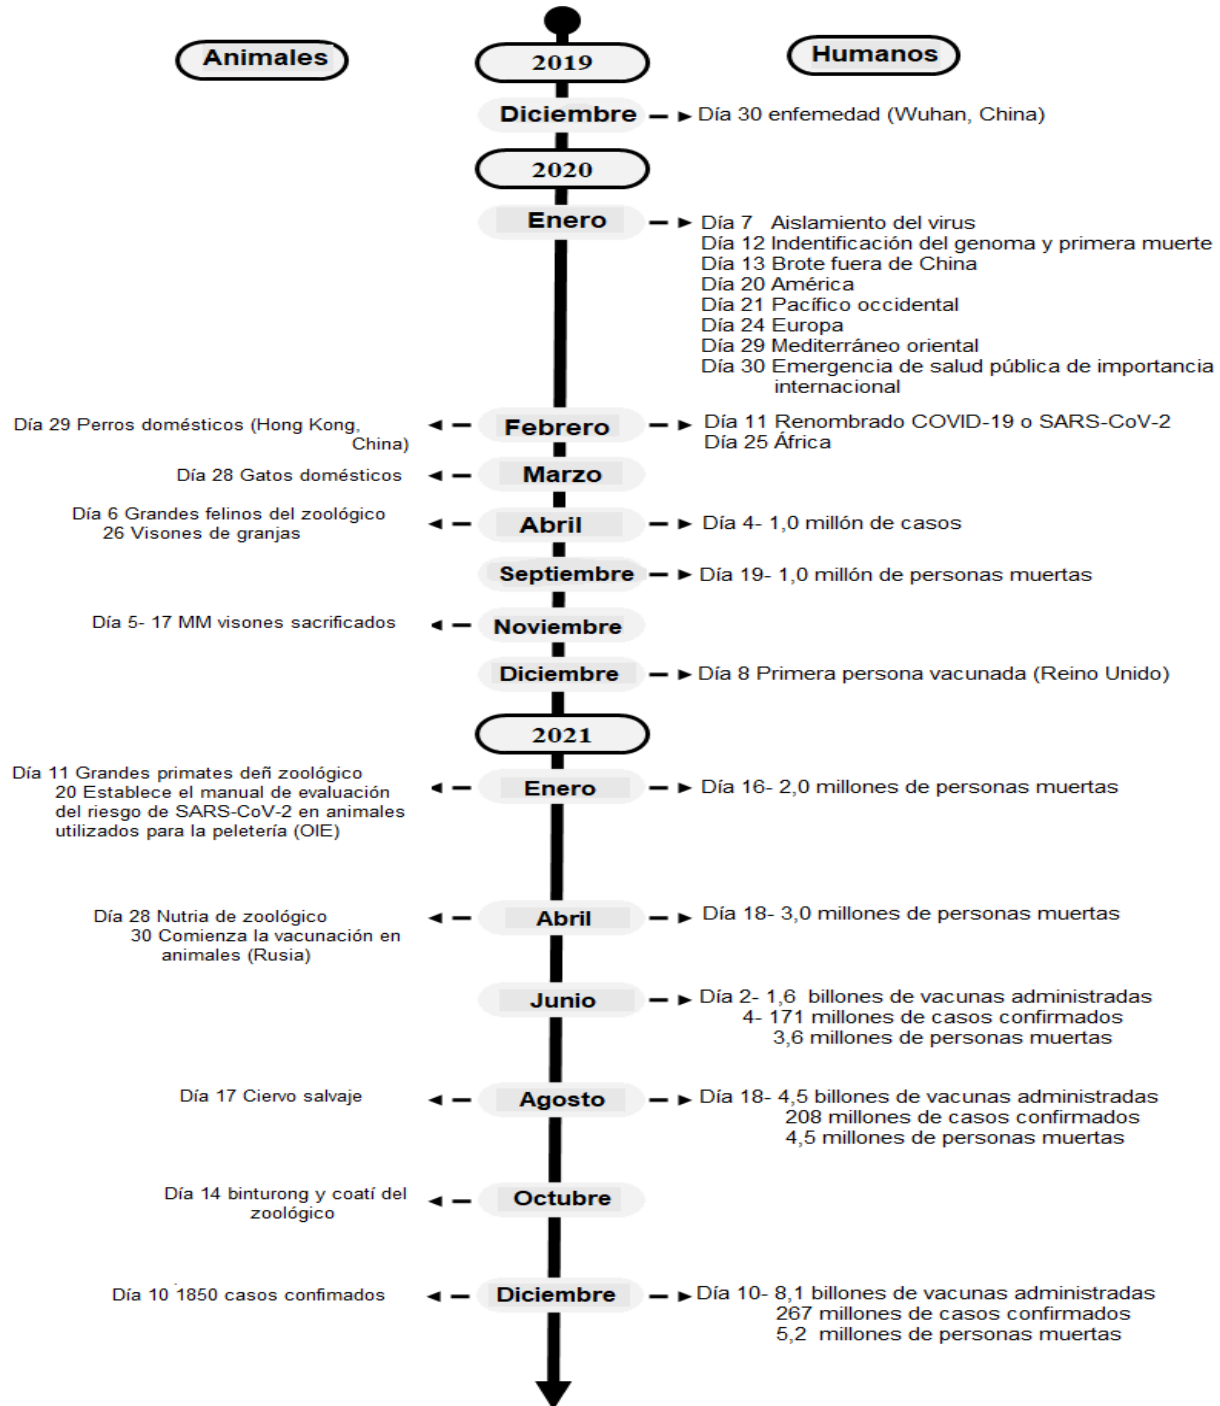 Animales
2019
Humanos
Diciembre
Día 30 enfemedad (Wuhan, China)
2020
Enero
Día 7 Aislamiento del virus
Día 12 Indentificación del genoma y primera muerte
Día 13 Brote fuera de China
Día 20 América
Día 21 Pacífico occidental
Día 24 Europa
Día 29 Mediterráneo oriental
Día 30 Emergencia de salud pública de importancia
internacional
Día 29 Perros domésticos (Hong Kong,
China)
Febrero
Día 11 Renombrado COVID-19 o SARS-CoV-2
Día 25 África
Día 28 Gatos domésticos
Marzo
Día 6 Grandes felinos del zoológico
26 Visones de granjas
Abril
Día 4- 1,0 millón de casos
Septiembre
Día 19- 1,0 millón de personas muertas
Día 5- 17 MM visones sacrificados
Noviembre
Diciembre
Día 8 Primera persona vacunada (Reino Unido)
2021
Día 11 Grandes primates deñ zoológico
20 Establece el manual de evaluación
del riesgo de SARS-CoV-2 en animales
utilizados para la peletería (OIE)
Enero
Día 16- 2,0 millones de personas muertas
Día 28 Nutria de zoológico
30 Comienza la vacunación en
animales (Rusia)
Abril
Día 18- 3,0 millones de personas muertas
Junio
Día 2- 1,6 billones de vacunas administradas
4- 171 millones de casos confirmados
3,6 millones de personas muertas
Día 17 Ciervo salvaje
Agosto
Día 18- 4,5 billones de vacunas administradas
208 millones de casos confirmados
4,5 millones de personas muertas
Día 14 binturong y coatí del
zoológico
Octubre
Día 10 1850 casos confimados
Diciembre
Día 10- 8,1 billones de vacunas administradas
267 millones de casos confirmados
5,2 millones de personas muertas